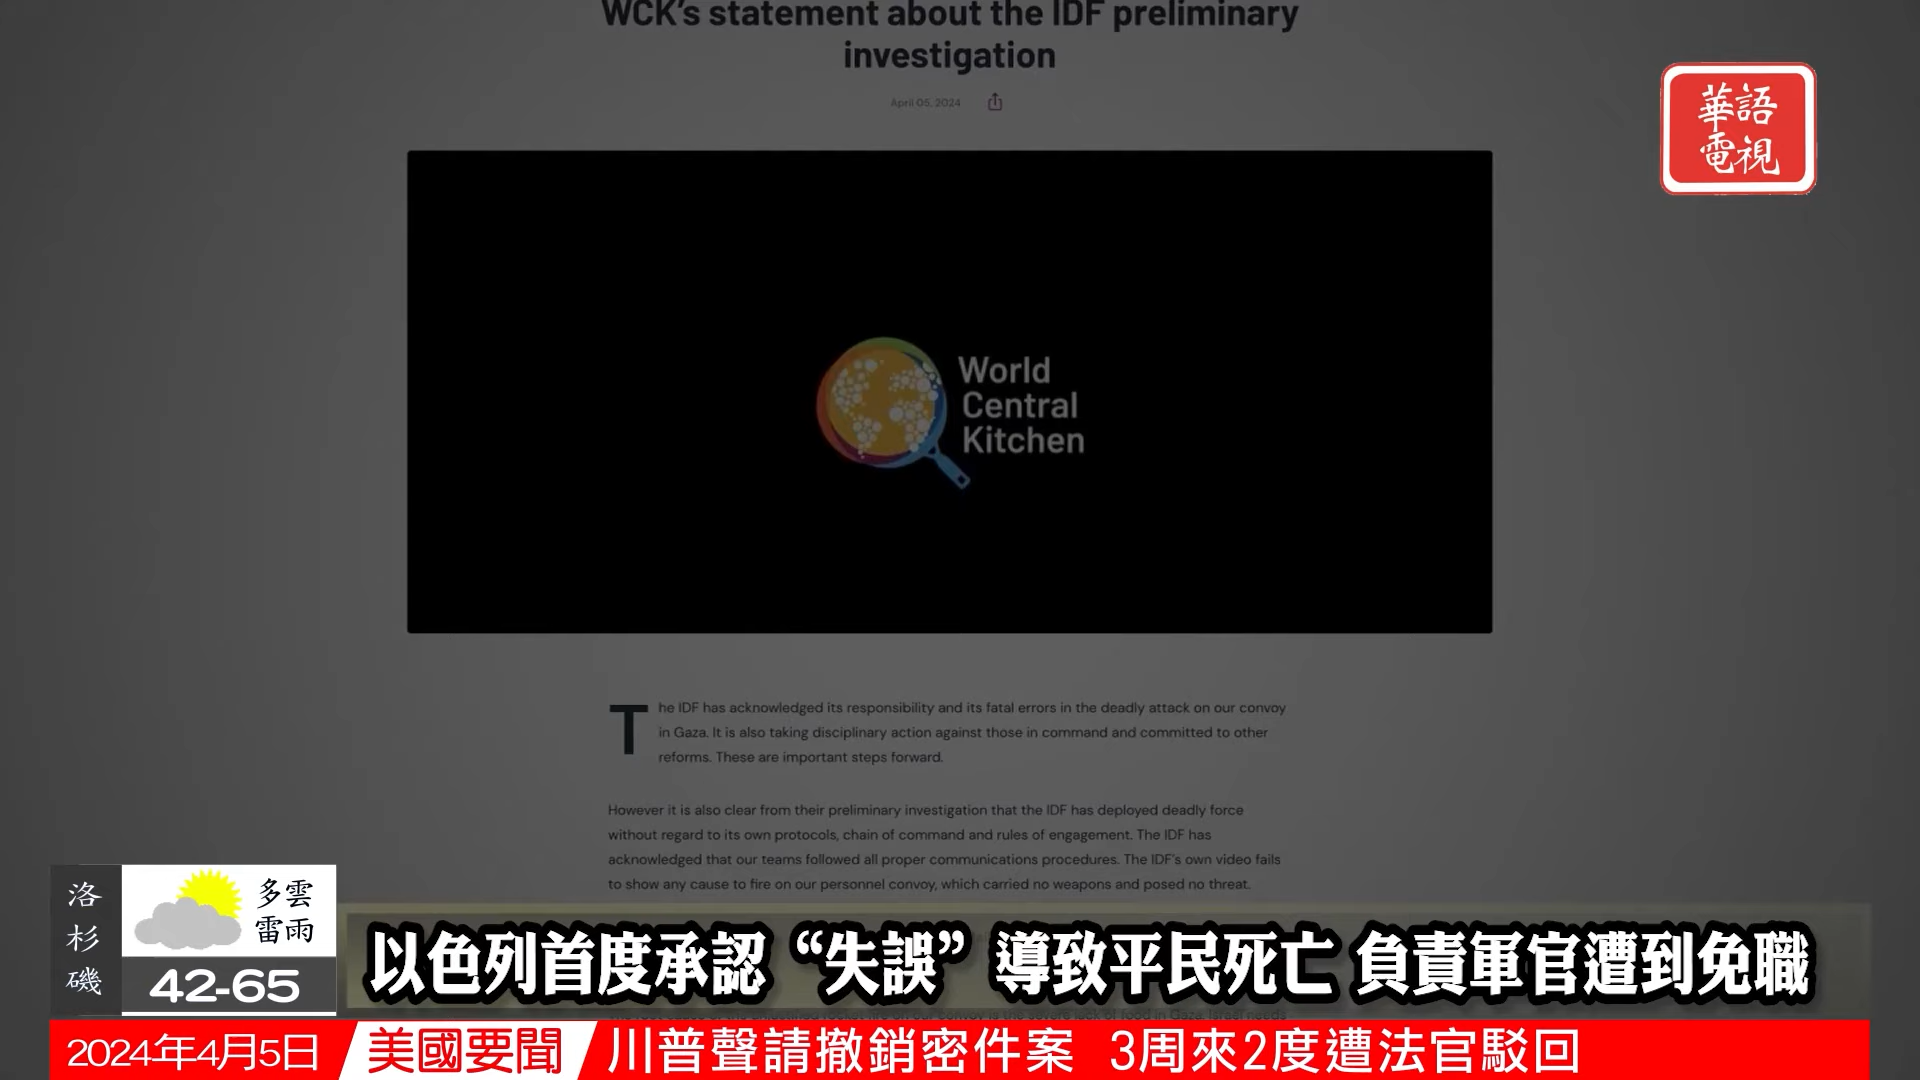 WCK's statement about the IDF preliminary
investigation
April 05, 2024
華語
電視
World
Central
Kitchen
The IDF has acknowledged its responsibility and its fatal errors in the deadly attack on our convoy
in Gaza. It is also taking disciplinary action against those in command and committed to other
reforms. These are important steps forward.
However it is also clear from their preliminary investigation that the IDF has deployed deadly force
without regard to its own protocols, chain of command and rules of engagement. The IDF has
acknowledged that our teams followed all proper communications procedures. The IDF's own video fails
to show any cause to fire on our personnel convoy, which carried no weapons and posed no threat.
洛杉磯
多雲
雷雨
42-65
以色列首度承認“失誤”導致平民死亡 負責軍官遭到免職
2024年4月5日 美國要聞 川普聲請撤銷密件案 3周來2度遭法官駁回